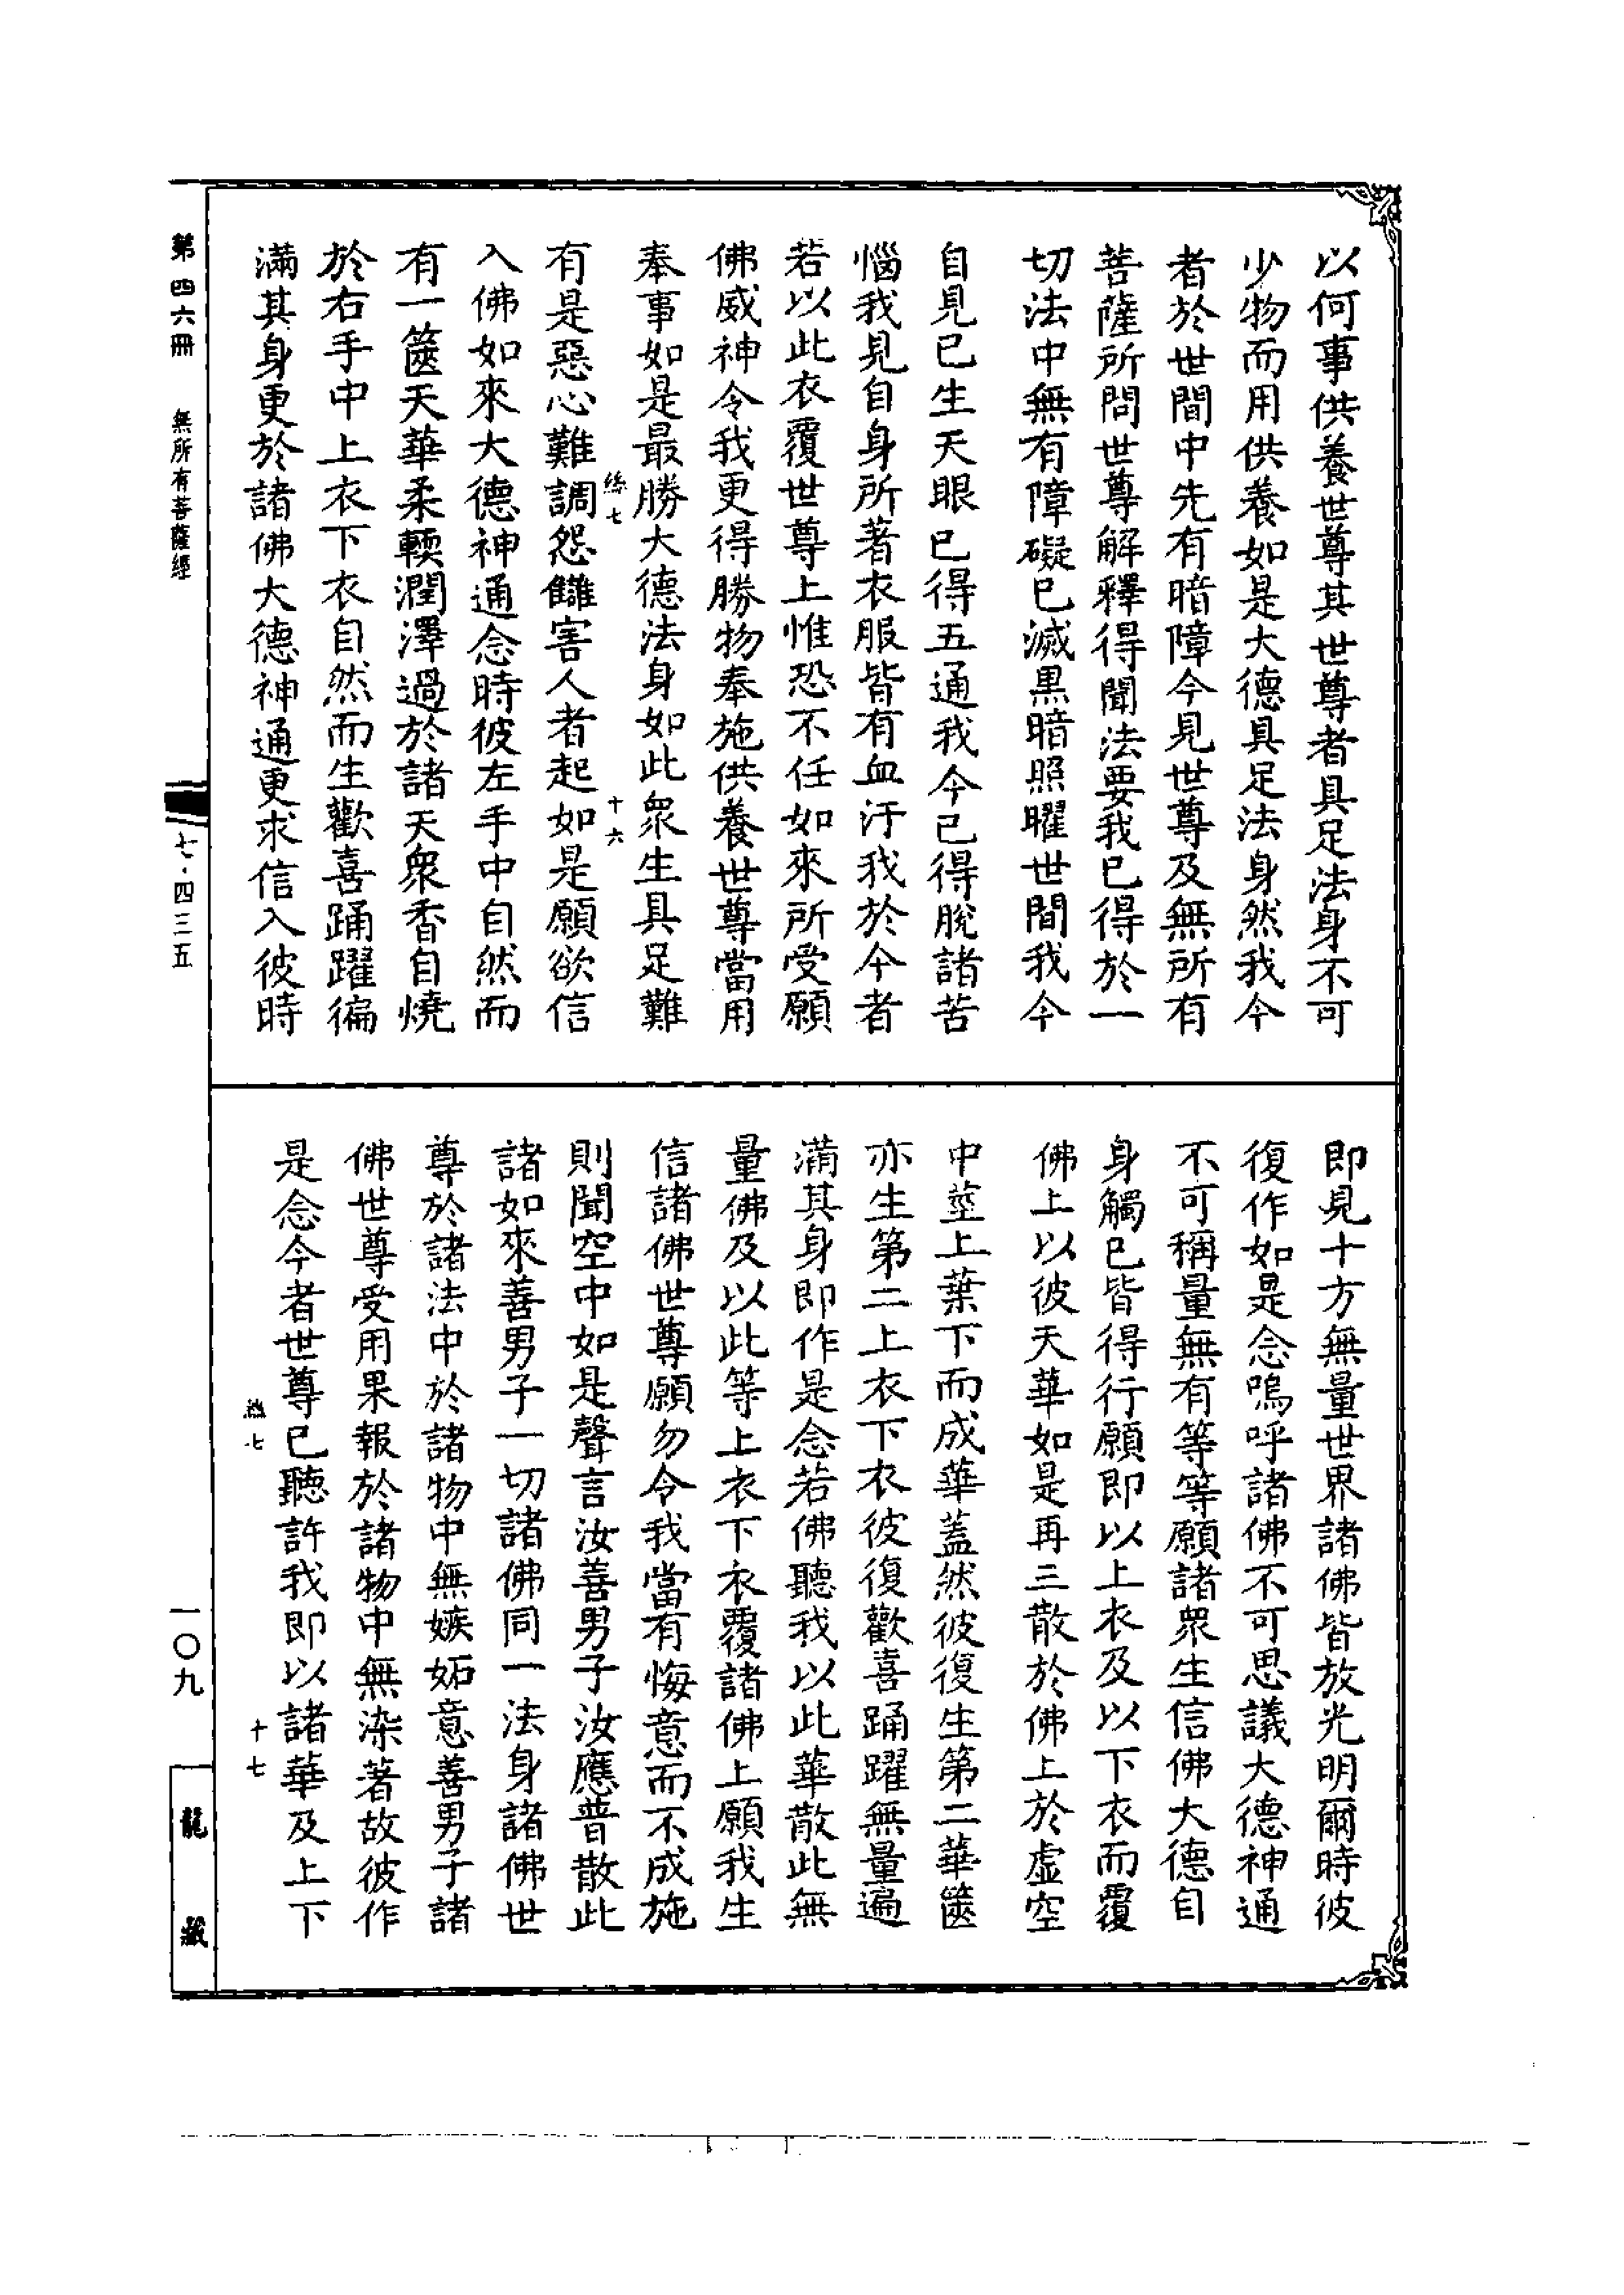 以何事供養世尊其世尊者具足法身不可
少物而用供養如是大德具足法身然我今
者於世間中先有暗障今見世尊及無所有
菩薩所問世尊解釋得聞法要我已得於一
切法中無有障礙已滅黑暗照曜世間我今
自見已生天眼已得五通我今已得脫諸苦
惱我見自身所著衣服皆有血汙我於今者
若以此衣覆世尊上惟恐不任如來所受願
佛威神令我更得勝物奉施供養世尊當用
奉事如是最勝大德法身如此眾生具足難
絲七
十六
有是惡心難調怨讎害人者起如是願欲信
入佛如來大德神通念時彼左手中自然而
有一篋天華柔輭潤澤過於諸天眾香自燒
於右手中上衣下衣自然而生歡喜踊躍徧
滿其身更於諸佛大德神通更求信入彼時
即見十方無量世界諸佛皆放光明爾時彼
復作如是念嗚呼諸佛不可思議大德神通
不可稱量無有等等願諸眾生信佛大德自
身觸已皆得行願即以上衣及以下衣而覆
佛上以彼天華如是再三散於佛上於虛空
中莖上葉下而成華蓋然彼復生第二華篋
亦生第二上衣下衣彼復歡喜踊躍無量遍
滿其身即作是念若佛聽我以此華散此無
量佛及以此等上衣下衣覆諸佛上願我生
信諸佛世尊願勿令我當有悔意而不成施
則聞空中如是聲言汝善男子汝應普散此
諸如來善男子一切諸佛同一法身諸佛世
尊於諸法中於諸物中無嫉妬意善男子諸
佛世尊受用果報於諸物中無染著故彼作
是念今者世尊已聽許我即以諸華及上下
絲七
十七
第四六冊 無所有菩薩經
七·四三五
一〇九
龍藏